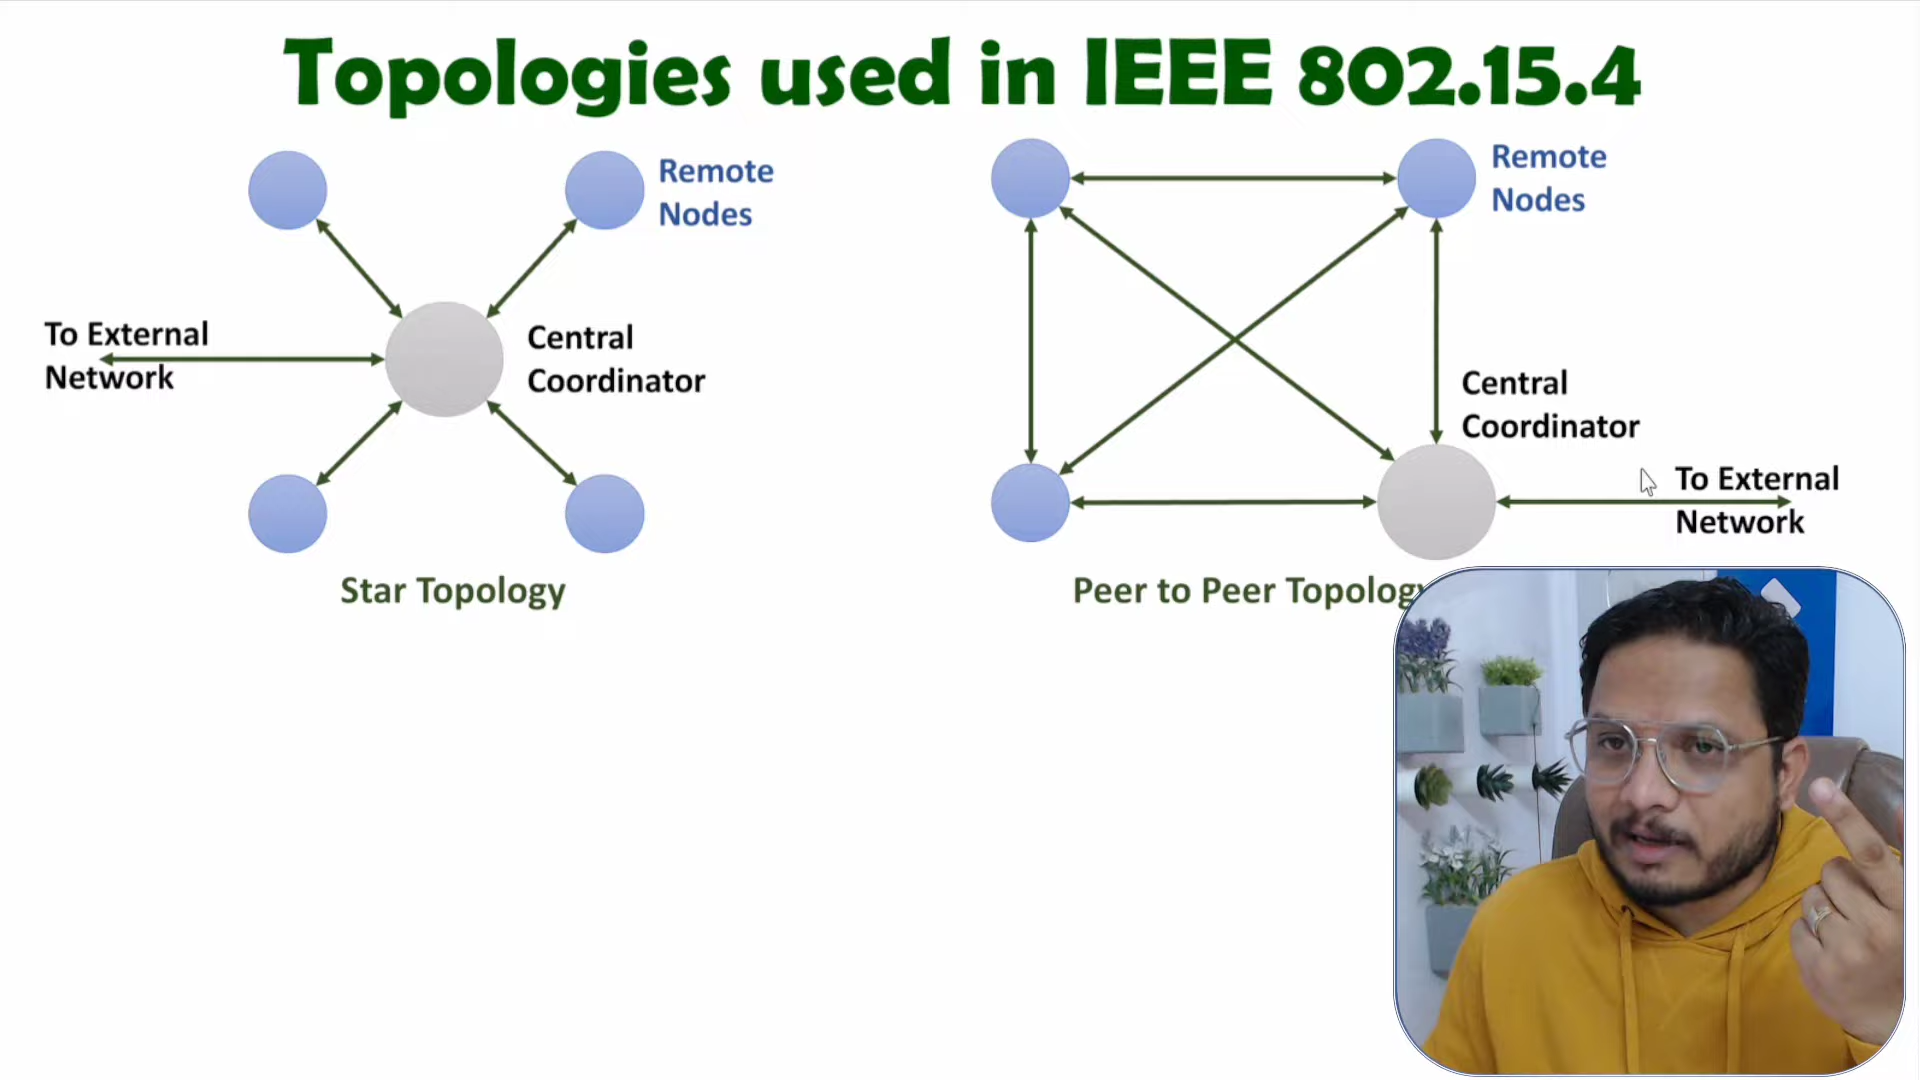 Topologies used in IEEE 802.15.4
Remote
Nodes
To External
Network
Central
Coordinator
Star Topology
Remote
Nodes
Central
Coordinator
To External
Network
Peer to Peer Topology